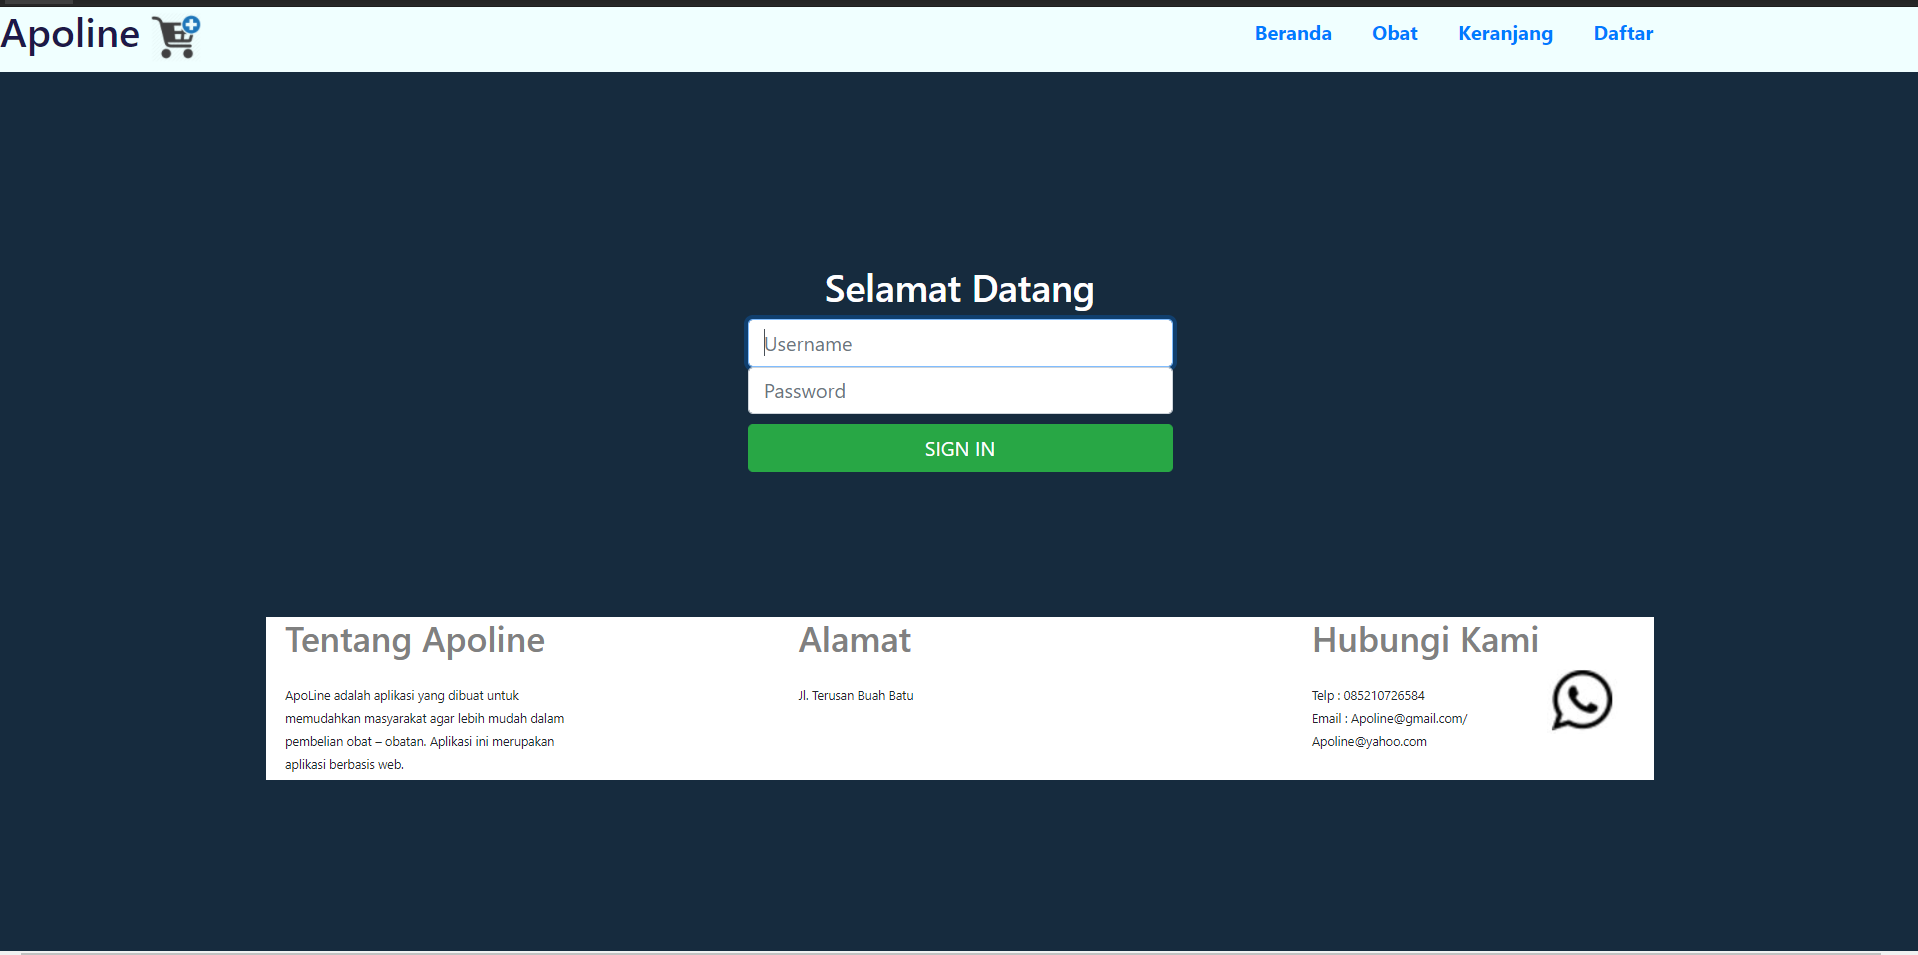 Apoline
Beranda Obat Keranjang Daftar
Selamat Datang
Username
Password
SIGN IN
Tentang Apoline
ApoLine adalah aplikasi yang dibuat untuk
memudahkan masyarakat agar lebih mudah dalam
pembelian obat – obatan. Aplikasi ini merupakan
aplikasi berbasis web.
Alamat
Jl. Terusan Buah Batu
Hubungi Kami
Telp : 085210726584
Email : Apoline@gmail.com/
Apoline@yahoo.com